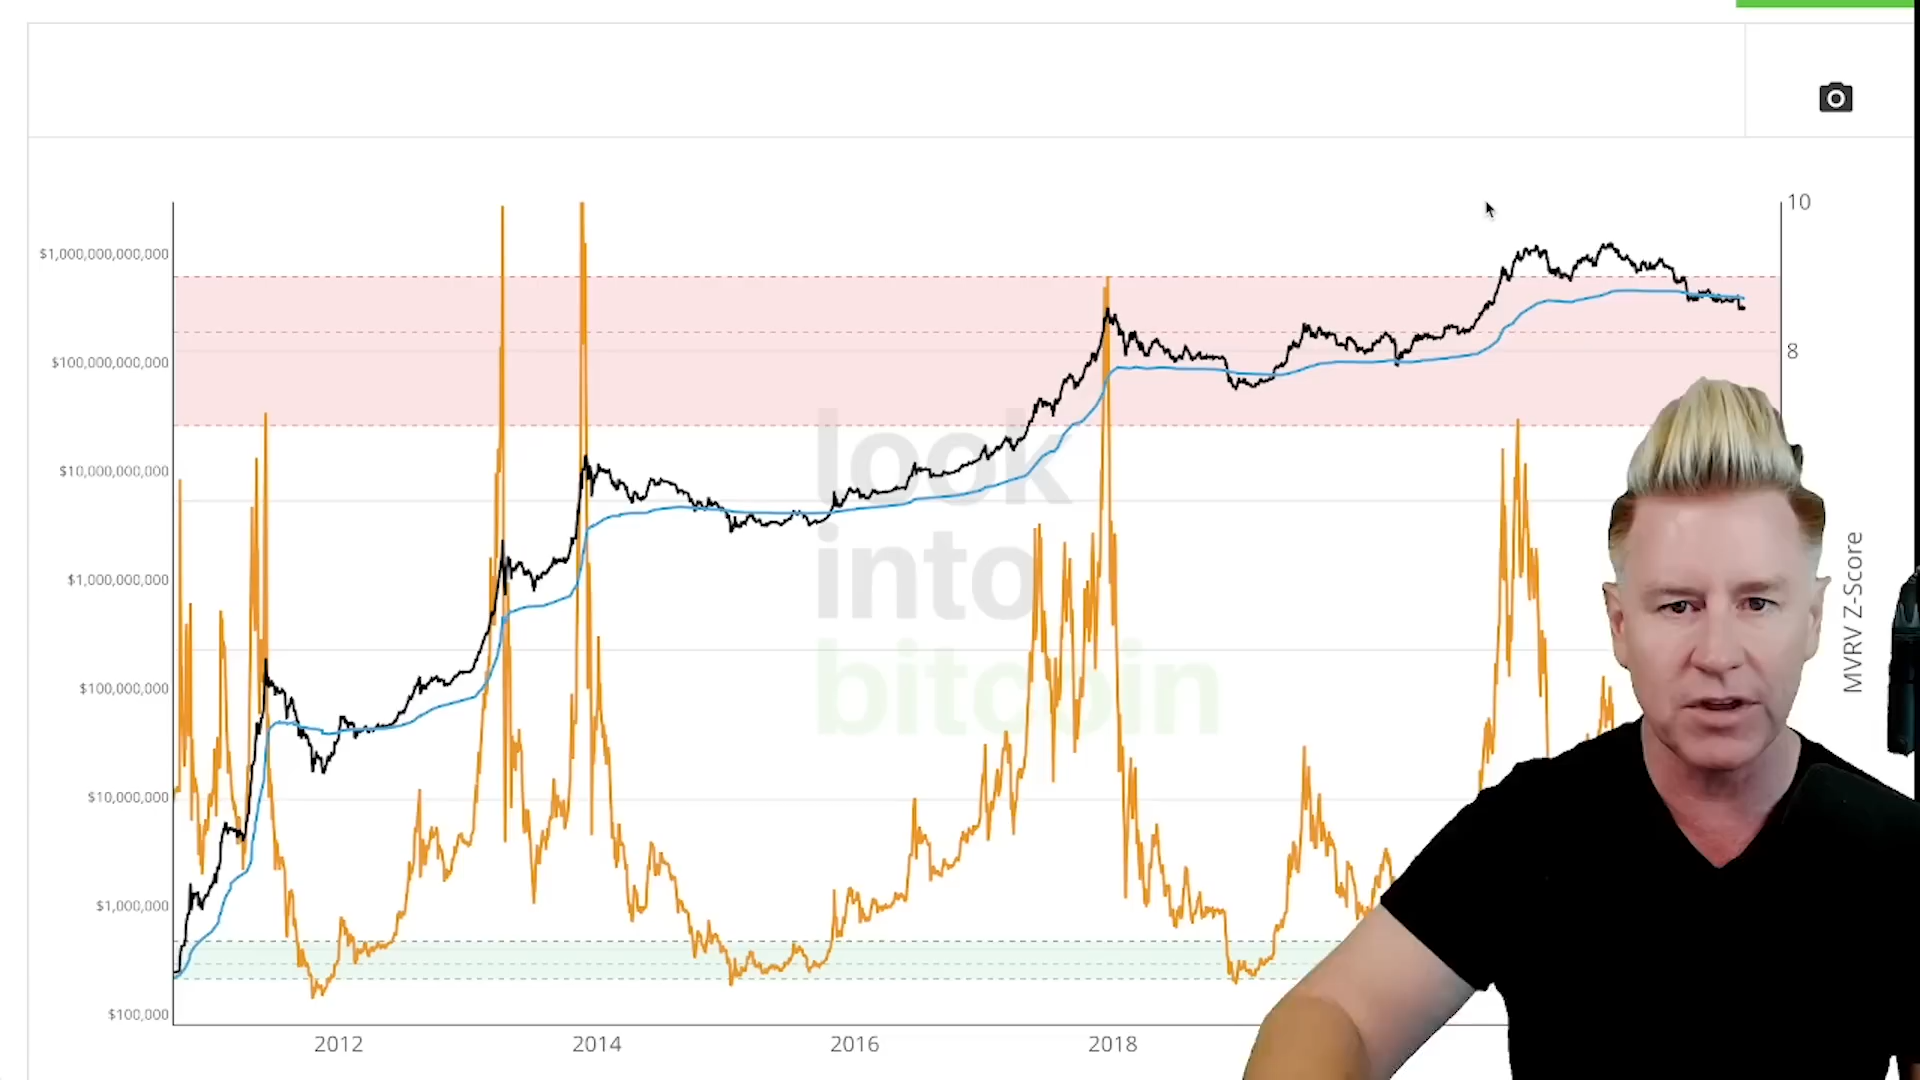 10
$1,000,000,000,000
8
$100,000,000,000
look
$10,000,000,000
into
$1,000,000,000
MVRV Z-Score
bitcoin
$100,000,000
$10,000,000
$1,000,000
$100,000
2012 2014 2016 2018